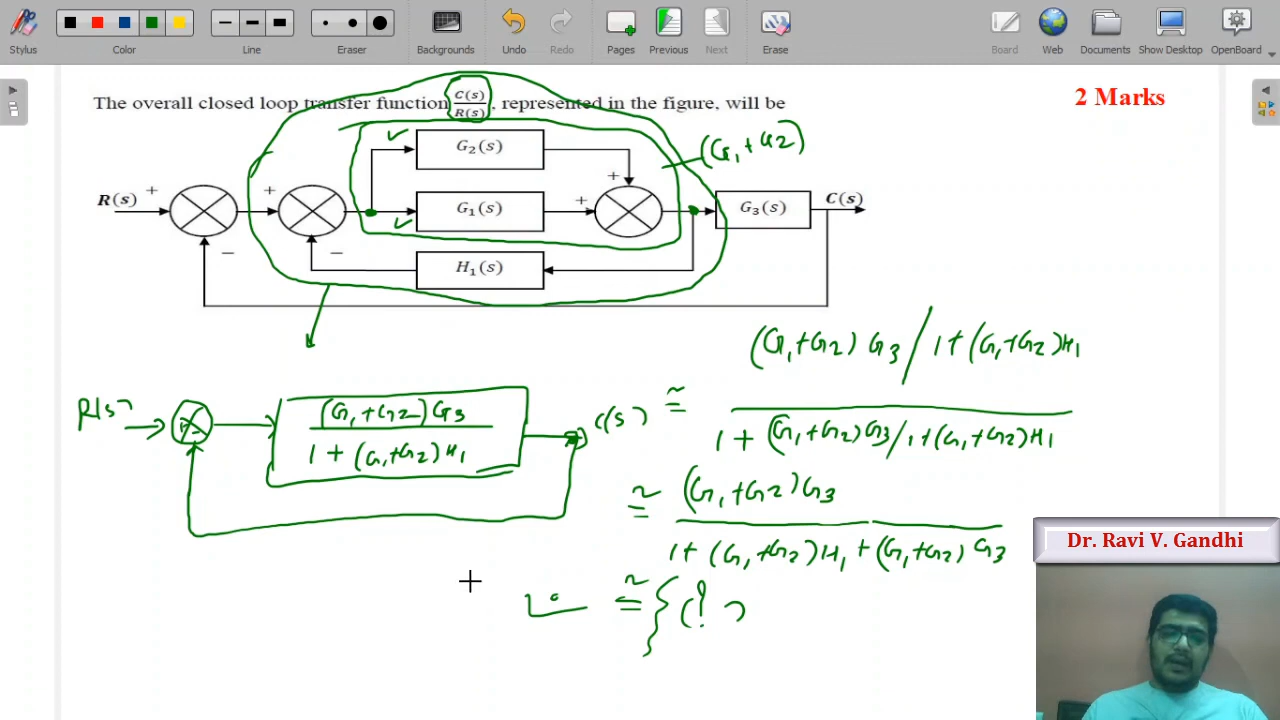 Stylus Color Line Eraser Backgrounds Undo Redo Pages Previous Next Erase Board Web Documents Show Desktop OpenBoard
The overall closed loop transfer function C(s)/R(s), represented in the figure, will be
2 Marks
G₂(s)
(G₁+G₂)
+
R(s) + + G₁(s) + G₃(s) C(s)
− −
H₁(s)
(G₁+G₂) G₃ / 1+(G₁+G₂)H₁
R(s) (G₁+G₂)G₃ C(s) ≅
1 + (G₁+G₂)H₁
1 + (G₁+G₂)G₃/1+(G₁+G₂)H₁
≅ (G₁+G₂)G₃
1+ (G₁+G₂)H₁ + (G₁+G₂) G₃
≅
Dr. Ravi V. Gandhi